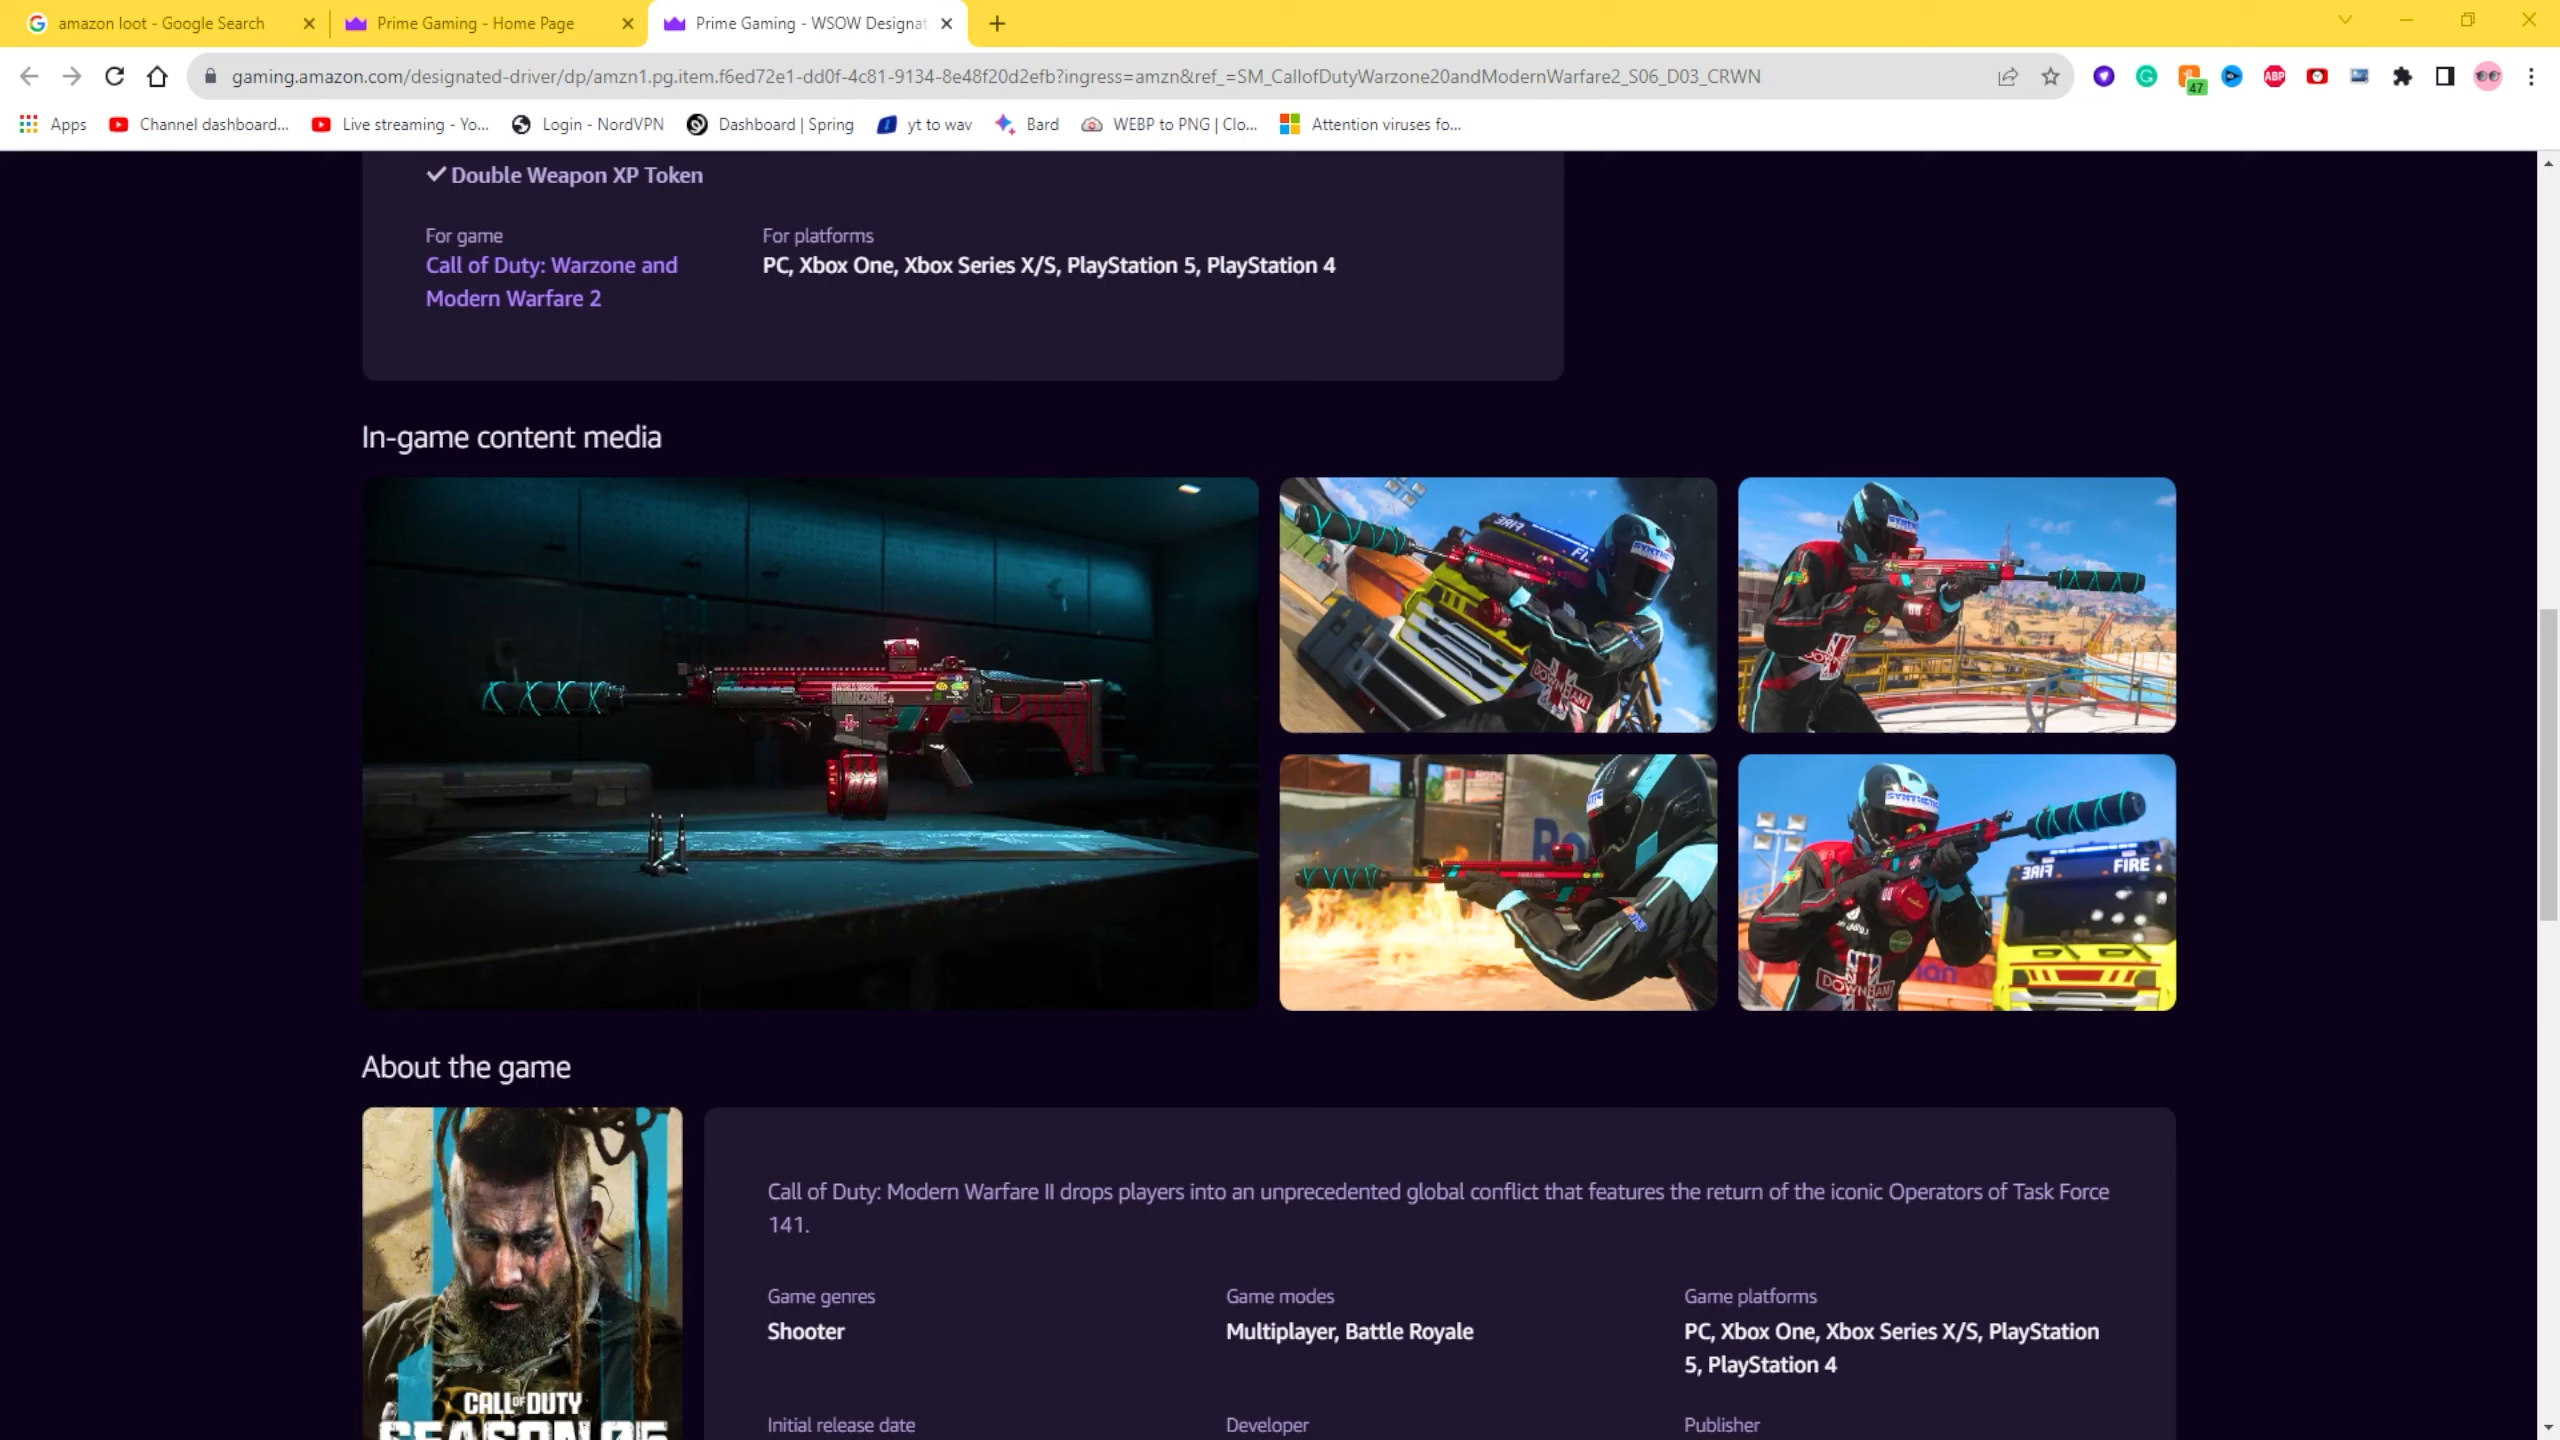 amazon loot - Google Search
Prime Gaming - Home Page
Prime Gaming - WSOW Designat
gaming.amazon.com/designated-driver/dp/amzn1.pg.item.f6ed72e1-dd0f-4c81-9134-8e48f20d2efb?ingress=amzn&ref_=SM_CallofDutyWarzone20andModernWarfare2_S06_D03_CRWN
ABP
47
Apps
Channel dashboard...
Live streaming - Yo...
Login - NordVPN
Dashboard | Spring
yt to wav
Bard
WEBP to PNG | Clo...
Attention viruses fo...
Double Weapon XP Token
For game
For platforms
Call of Duty: Warzone and
Modern Warfare 2
PC, Xbox One, Xbox Series X/S, PlayStation 5, PlayStation 4
In-game content media
DOWNHAM
SYNTHETIC
FIRE
DOWNHAM
About the game
Call of Duty: Modern Warfare II drops players into an unprecedented global conflict that features the return of the iconic Operators of Task Force
141.
Game genres
Game modes
Game platforms
Shooter
Multiplayer, Battle Royale
PC, Xbox One, Xbox Series X/S, PlayStation
5, PlayStation 4
CALL OF DUTY
SEASON 05
Initial release date
Developer
Publisher